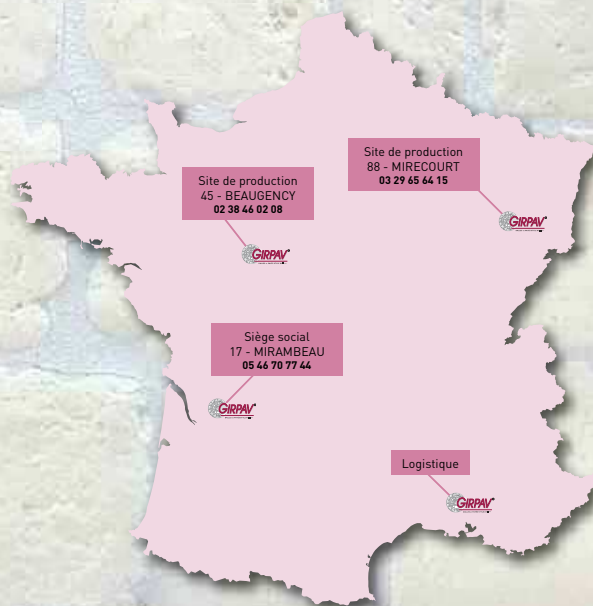 Site de production
88 - MIRECOURT
03 29 65 64 15
GIRPAV
Site de production
45 - BEAUGENCY
02 38 46 02 08
GIRPAV
Siège social
17 - MIRAMBEAU
05 46 70 77 44
GIRPAV
Logistique
GIRPAV